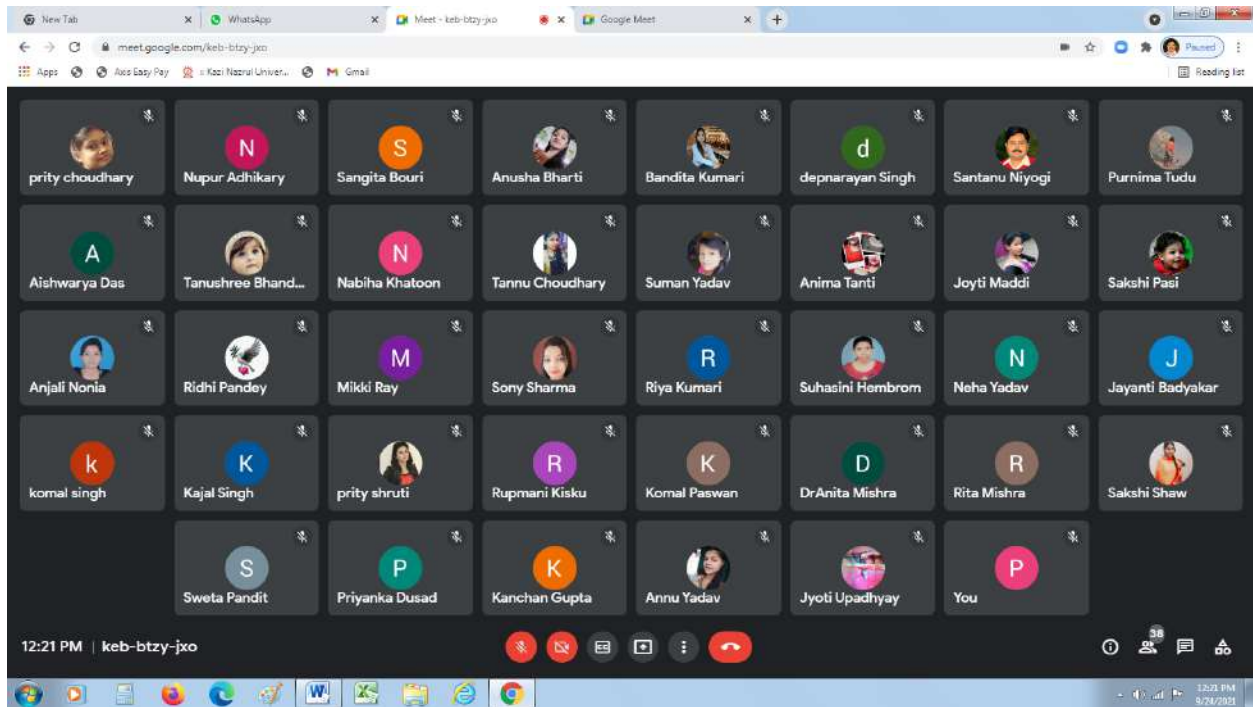 New Tab WhatsApp Meet - keb-btzy-jxo Google Meet
meet.google.com/keb-btzy-jxo Paused
Apps Axis Easy Pay :: Kazi Nazrul Univer... Gmail Reading list
prity choudhary N Nupur Adhikary S Sangita Bouri Anusha Bharti Bandita Kumari d depnarayan Singh Santanu Niyogi Purnima Tudu
A Aishwarya Das Tanushree Bhand... N Nabiha Khatoon Tannu Choudhary Suman Yadav Anima Tanti Joyti Maddi Sakshi Pasi
Anjali Nonia Ridhi Pandey M Mikki Ray Sony Sharma R Riya Kumari Suhasini Hembrom N Neha Yadav J Jayanti Badyakar
k komal singh K Kajal Singh prity shruti R Rupmani Kisku K Komal Paswan D DrAnita Mishra R Rita Mishra Sakshi Shaw
S Sweta Pandit P Priyanka Dusad K Kanchan Gupta Annu Yadav Jyoti Upadhyay P You
12:21 PM | keb-btzy-jxo 38
12:21 PM
9/24/2021